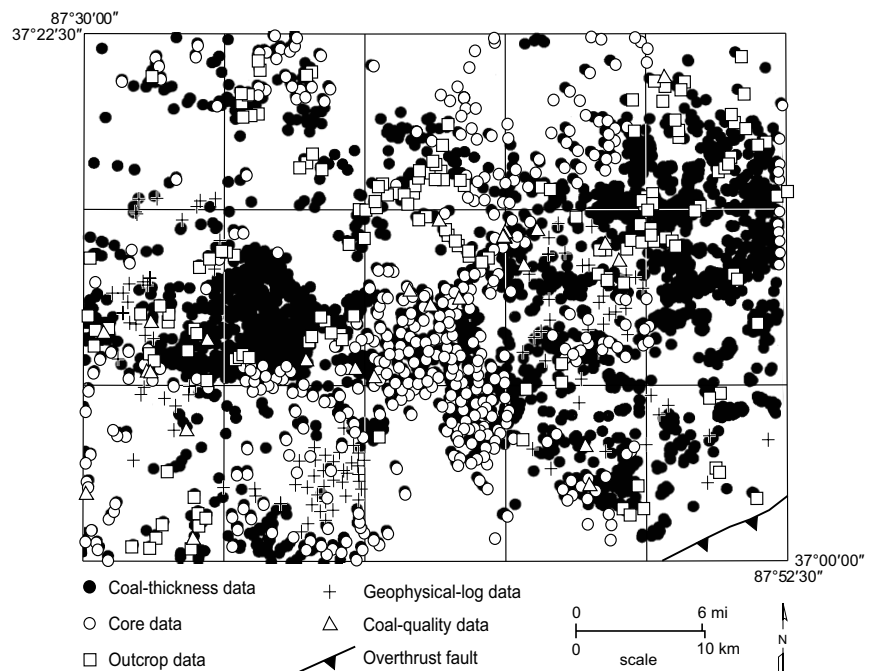 87°30′00″
37°22′30″
37°00′00″
87°52′30″
Coal-thickness data
Geophysical-log data
Core data
Coal-quality data
Outcrop data
Overthrust fault
0 6 mi
0 10 km
scale
N